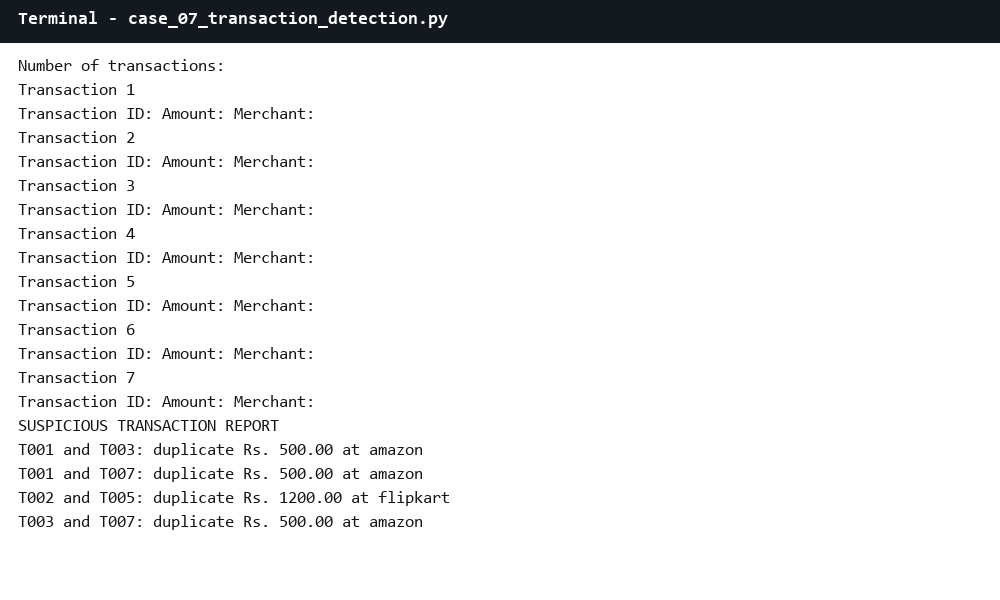 Terminal - case_07_transaction_detection.py
Number of transactions:
Transaction 1
Transaction ID: Amount: Merchant:
Transaction 2
Transaction ID: Amount: Merchant:
Transaction 3
Transaction ID: Amount: Merchant:
Transaction 4
Transaction ID: Amount: Merchant:
Transaction 5
Transaction ID: Amount: Merchant:
Transaction 6
Transaction ID: Amount: Merchant:
Transaction 7
Transaction ID: Amount: Merchant:
SUSPICIOUS TRANSACTION REPORT
T001 and T003: duplicate Rs. 500.00 at amazon
T001 and T007: duplicate Rs. 500.00 at amazon
T002 and T005: duplicate Rs. 1200.00 at flipkart
T003 and T007: duplicate Rs. 500.00 at amazon